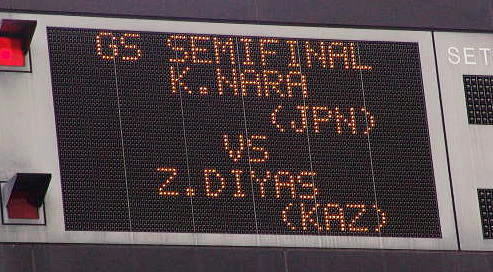 GS SEMIFINAL
K.NARA
(JPN)
VS
Z.DIYAS
(KAZ)
SET